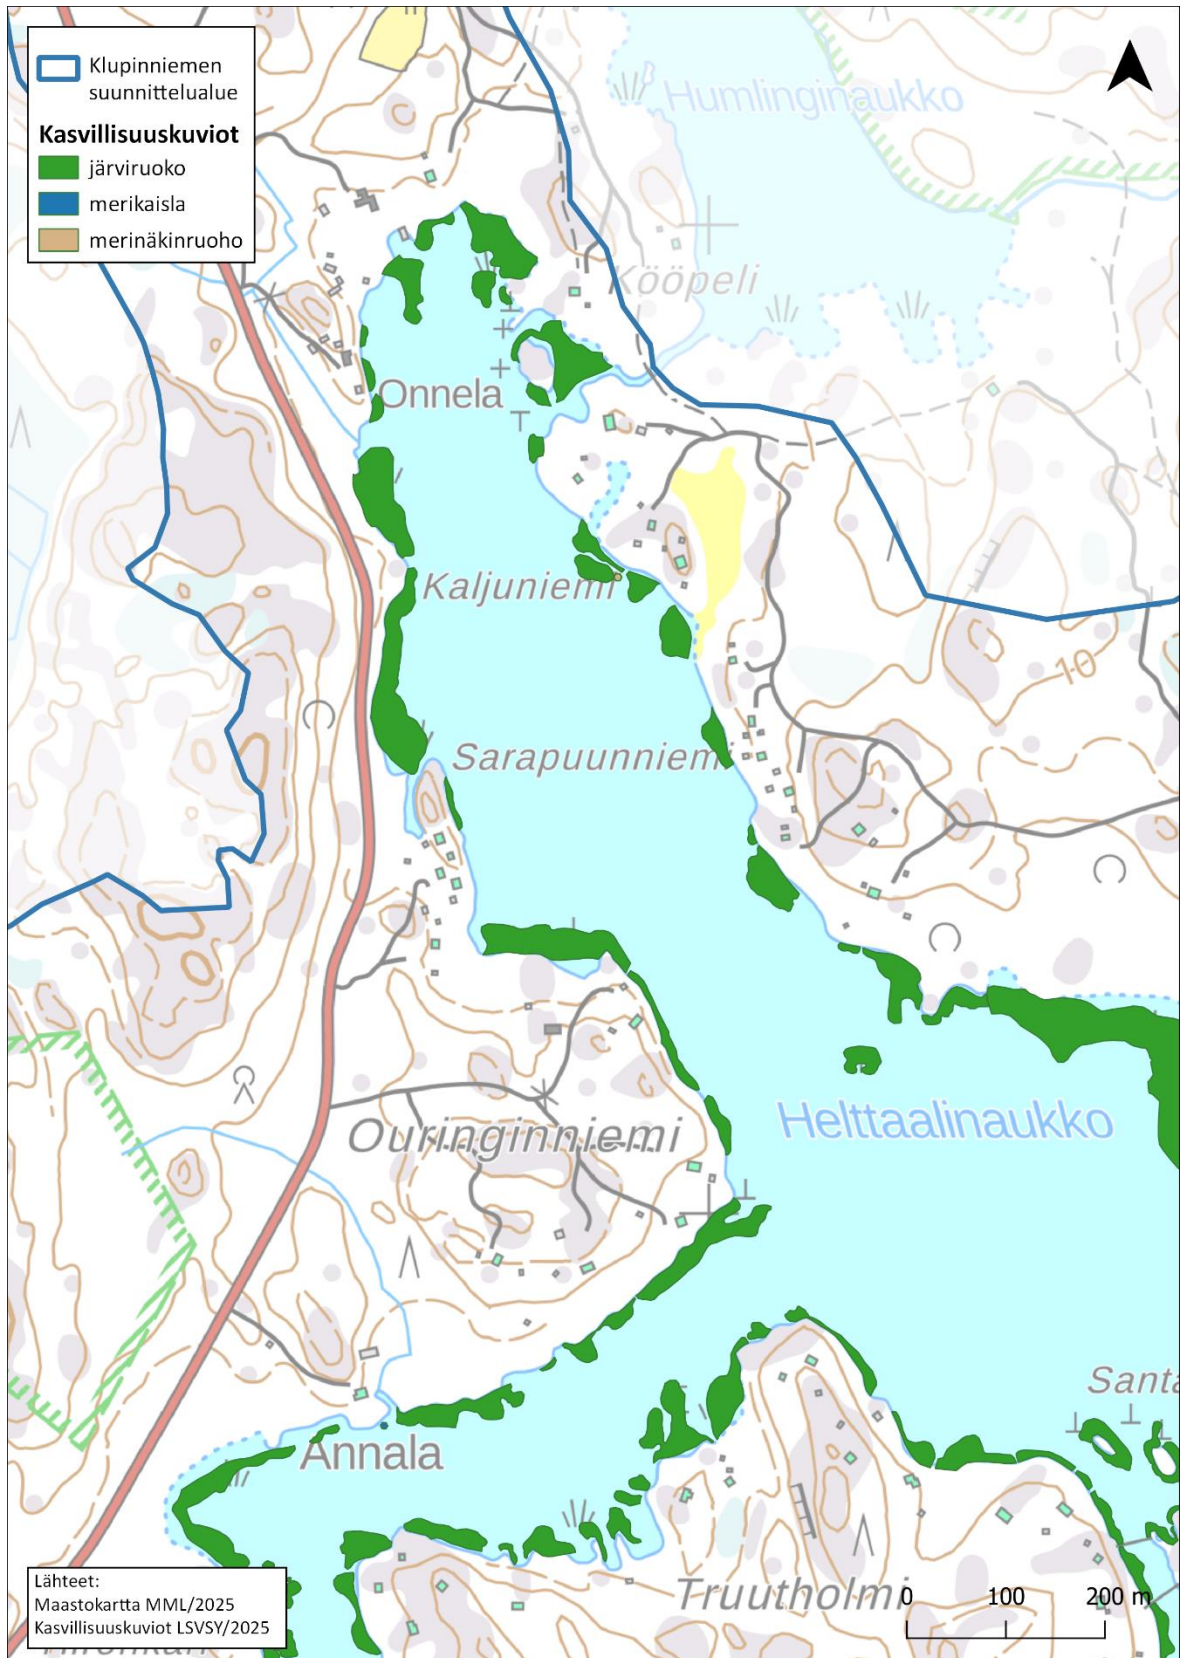 Klupinniemen
suunnittelualue
Kasvillisuuskuviot
järviruoko
merikaisla
merinäkinruoho
Humlinginaukko
Kööpeli
Onnela
Kaljuniemi
10
Sarapuunniemi
Helttaalinaukko
Ouringinniemi
Santa
Annala
Truutholmi
0 100 200 m
Lähteet:
Maastokartta MML/2025
Kasvillisuuskuviot LSVSY/2025